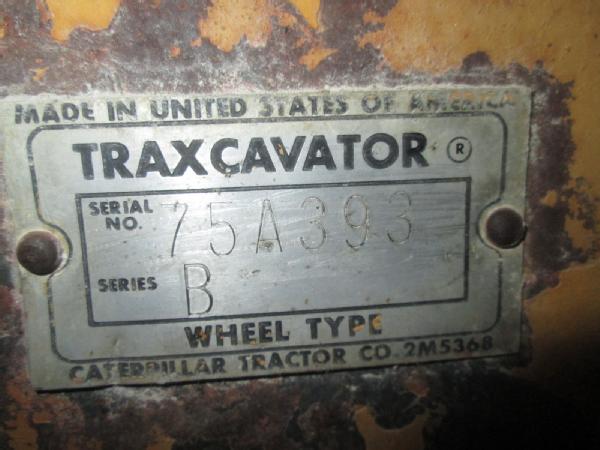 MADE IN UNITED STATES OF AMERICA
TRAXCAVATOR ®
SERIAL NO. 75A393
SERIES B
WHEEL TYPE
CATERPILLAR TRACTOR CO. 2M5368